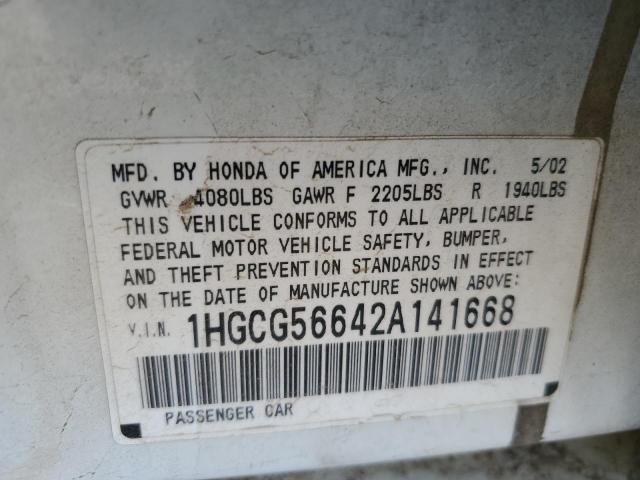 MFD. BY HONDA OF AMERICA MFG., INC. 5/02
GVWR 4080LBS GAWR F 2205LBS R 1940LBS
THIS VEHICLE CONFORMS TO ALL APPLICABLE
FEDERAL MOTOR VEHICLE SAFETY, BUMPER,
AND THEFT PREVENTION STANDARDS IN EFFECT
ON THE DATE OF MANUFACTURE SHOWN ABOVE:
V.I.N. 1HGCG56642A141668
PASSENGER CAR